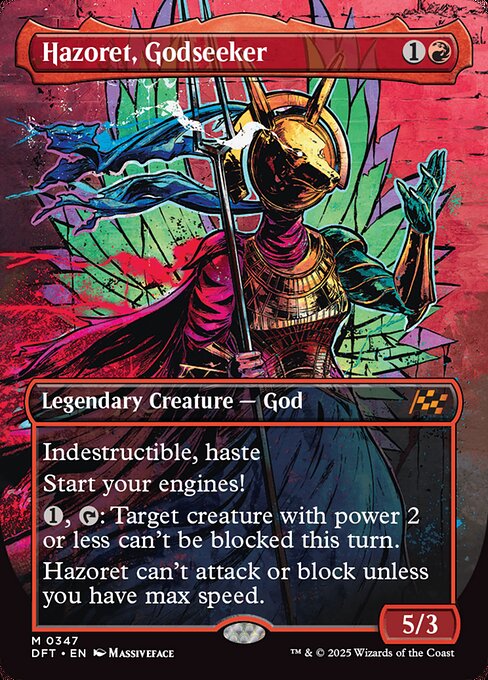 Hazoret, Godseeker 1
Legendary Creature — God
Indestructible, haste
Start your engines!
1, : Target creature with power 2
or less can't be blocked this turn.
Hazoret can't attack or block unless
you have max speed.
5/3
M 0347
DFT • EN MASSIVEFACE
™ & © 2025 Wizards of the Coast